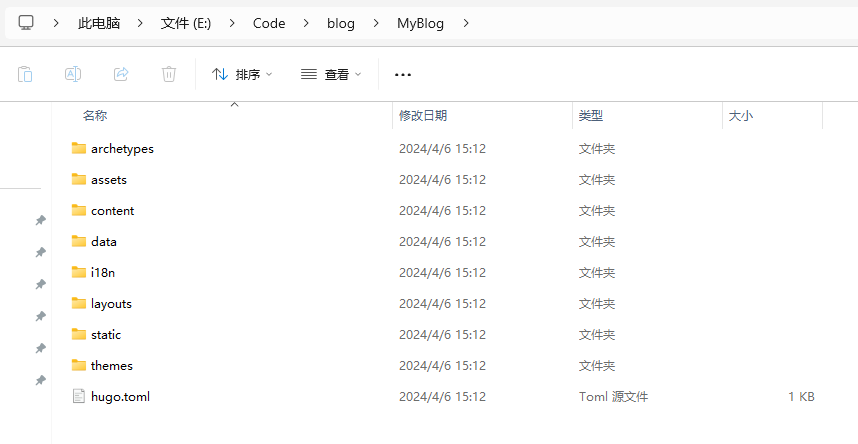 此电脑 文件 (E:) Code blog MyBlog
排序 查看
名称 修改日期 类型 大小
archetypes 2024/4/6 15:12 文件夹
assets 2024/4/6 15:12 文件夹
content 2024/4/6 15:12 文件夹
data 2024/4/6 15:12 文件夹
i18n 2024/4/6 15:12 文件夹
layouts 2024/4/6 15:12 文件夹
static 2024/4/6 15:12 文件夹
themes 2024/4/6 15:12 文件夹
hugo.toml 2024/4/6 15:12 Toml 源文件 1 KB